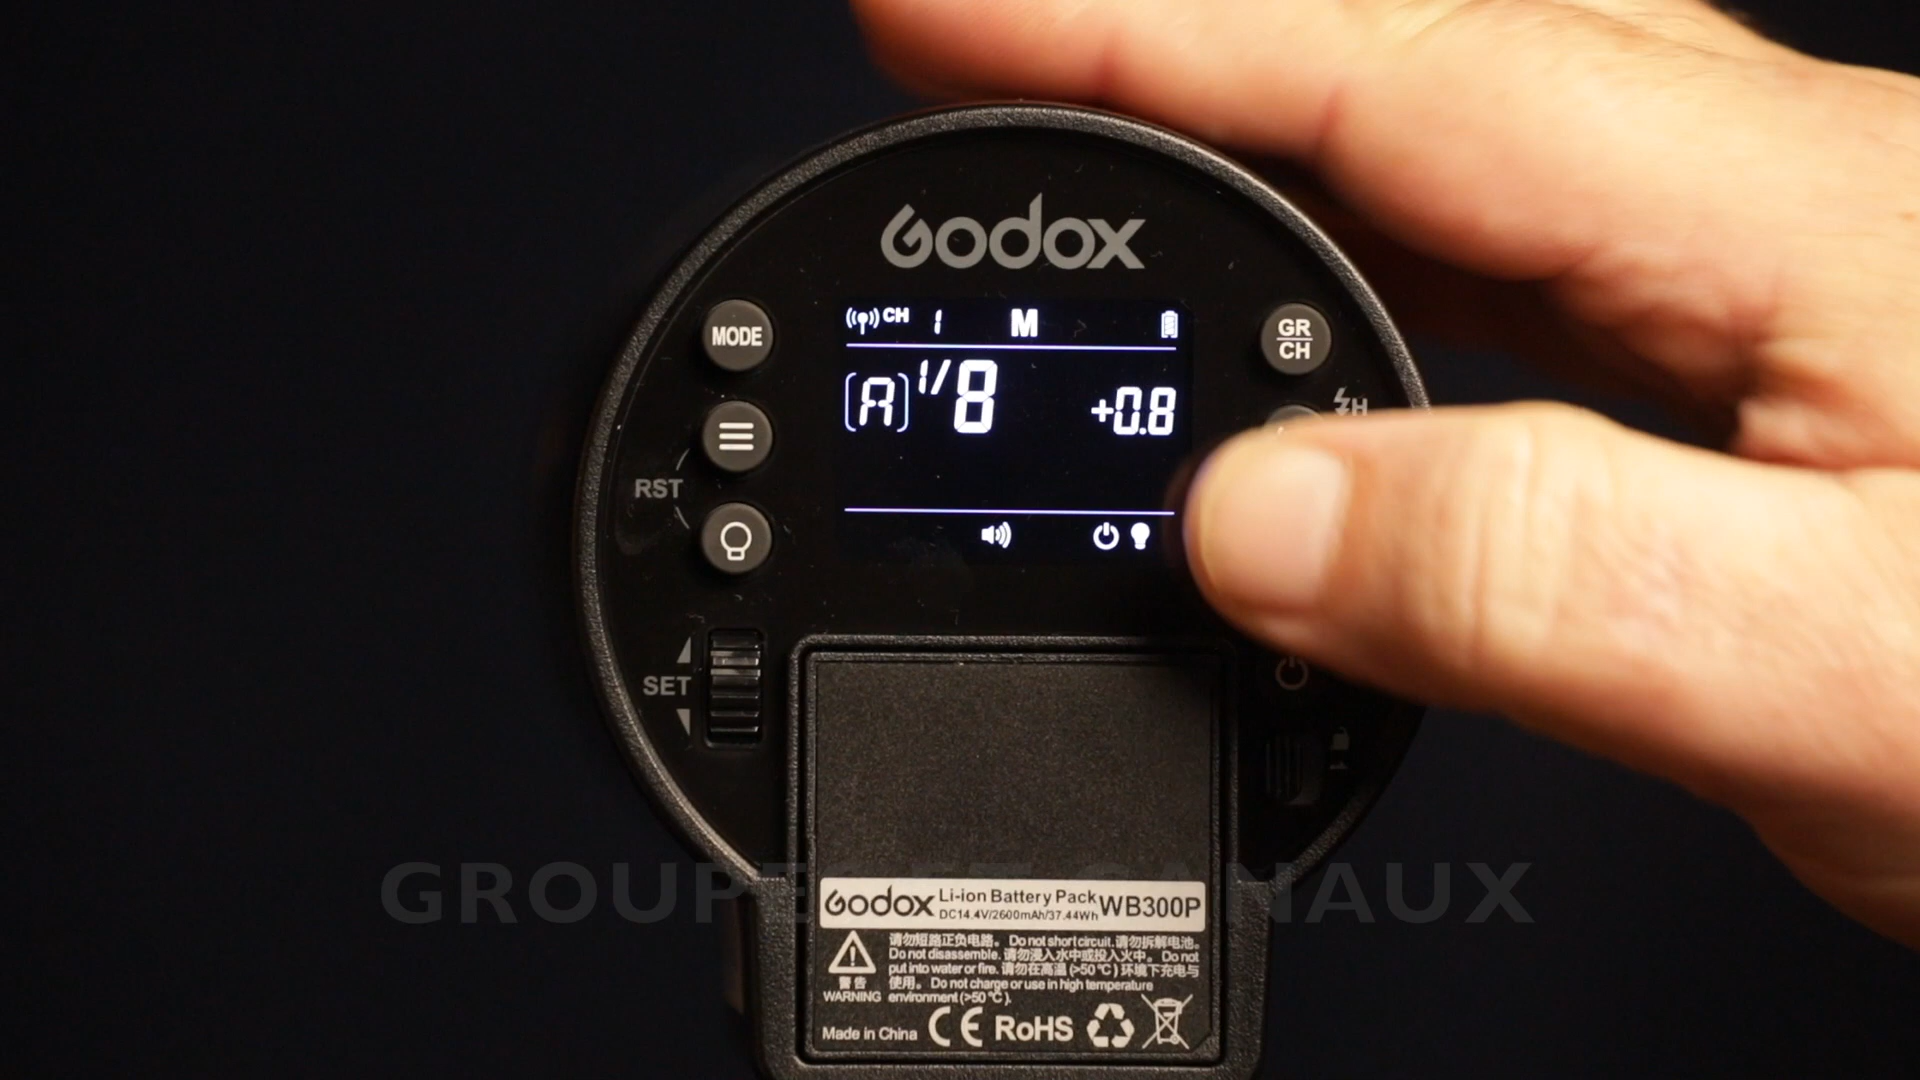 Godox
CH 1 M
MODE
GR
CH
[A] 1/8 +0.8
H
RST
SET
GROUPES ET CANAUX
Godox Li-ion Battery Pack WB300P
DC14.4V/2600mAh/37.44Wh
请勿短路正负电路。Do not short circuit.请勿拆解电池。
Do not disassemble. 请勿浸入水中或投入火中。Do not
put into water or fire. 请勿在高温(>50℃)环境下充电与
使用。Do not charge or use in high temperature
environment (>50℃).
警告
WARNING
Made in China CE RoHS